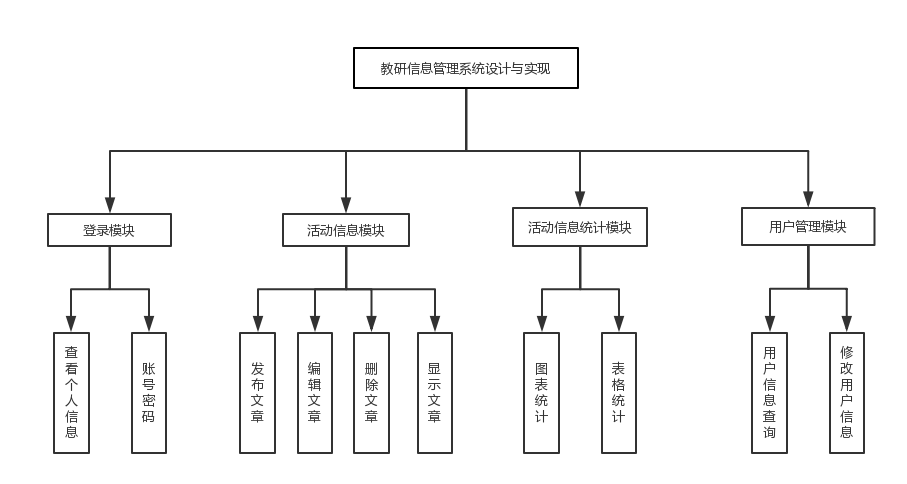 教研信息管理系统设计与实现
登录模块
活动信息模块
活动信息统计模块
用户管理模块
查看个人信息
账号密码
发布文章
编辑文章
删除文章
显示文章
图表统计
表格统计
用户信息查询
修改用户信息